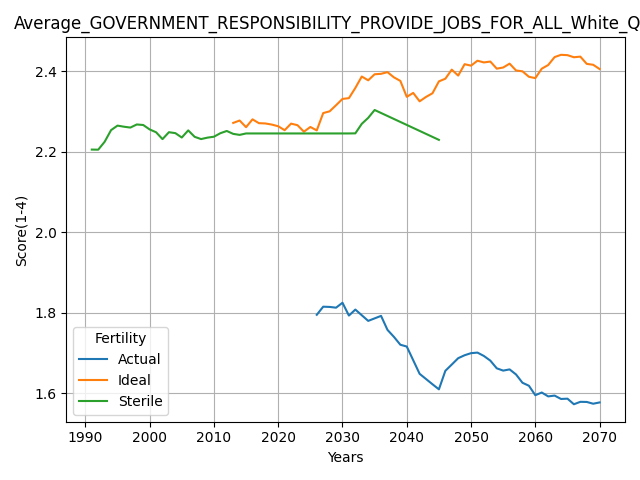 Average_GOVERNMENT_RESPONSIBILITY_PROVIDE_JOBS_FOR_ALL_White_Q
Score(1-4)
2.4
2.2
2.0
1.8
1.6
Fertility
Actual
Ideal
Sterile
1990 2000 2010 2020 2030 2040 2050 2060 2070
Years